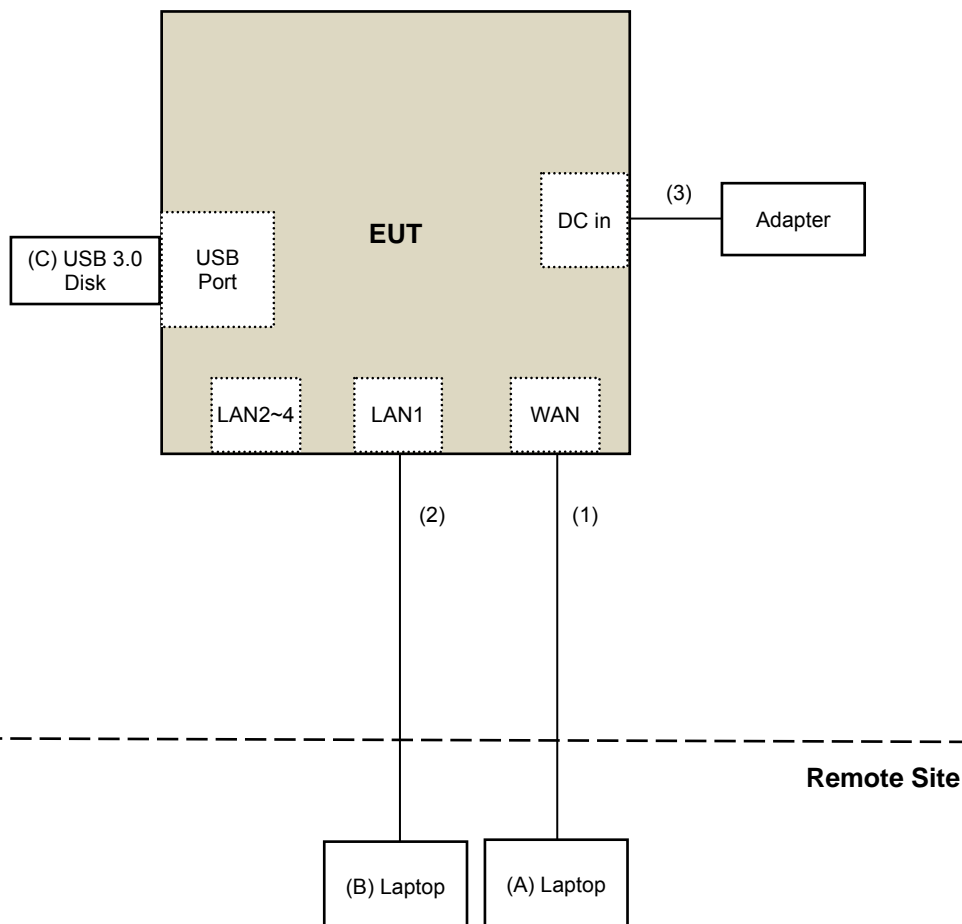 (3)
DC in
Adapter
EUT
(C) USB 3.0
Disk
USB
Port
LAN2~4
LAN1
WAN
(2)
(1)
Remote Site
(B) Laptop
(A) Laptop